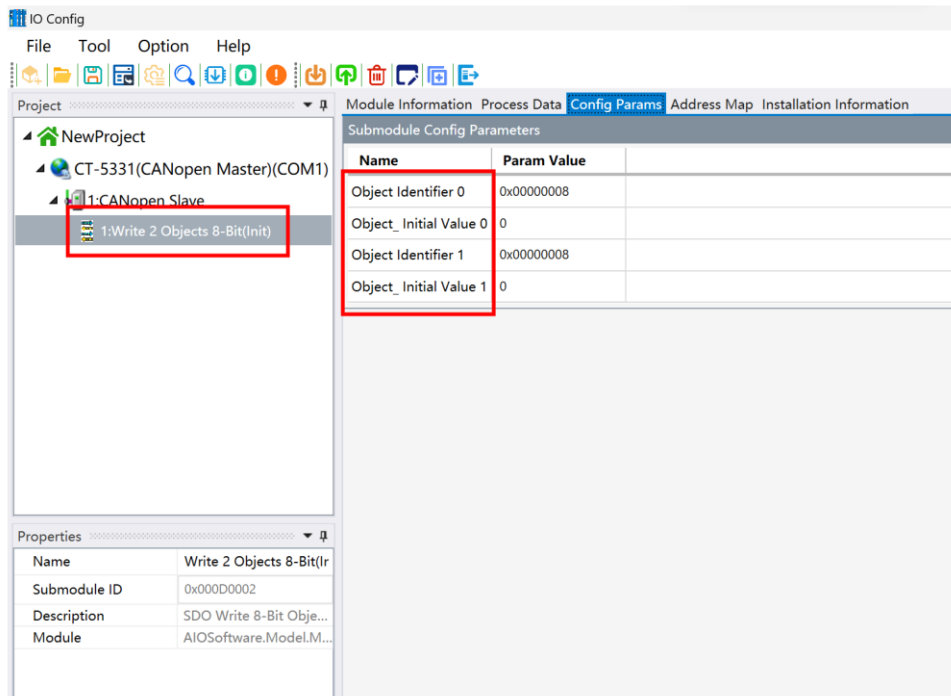 IO Config
File Tool Option Help
Project
NewProject
CT-5331(CANopen Master)(COM1)
1:CANopen Slave
1:Write 2 Objects 8-Bit(Init)
Module Information Process Data Config Params Address Map Installation Information
Submodule Config Parameters
Name Param Value
Object Identifier 0 0x00000008
Object_ Initial Value 0 0
Object Identifier 1 0x00000008
Object_ Initial Value 1 0
Properties
Name Write 2 Objects 8-Bit(Ir
Submodule ID 0x000D0002
Description SDO Write 8-Bit Obje...
Module AIOSoftware.Model.M...